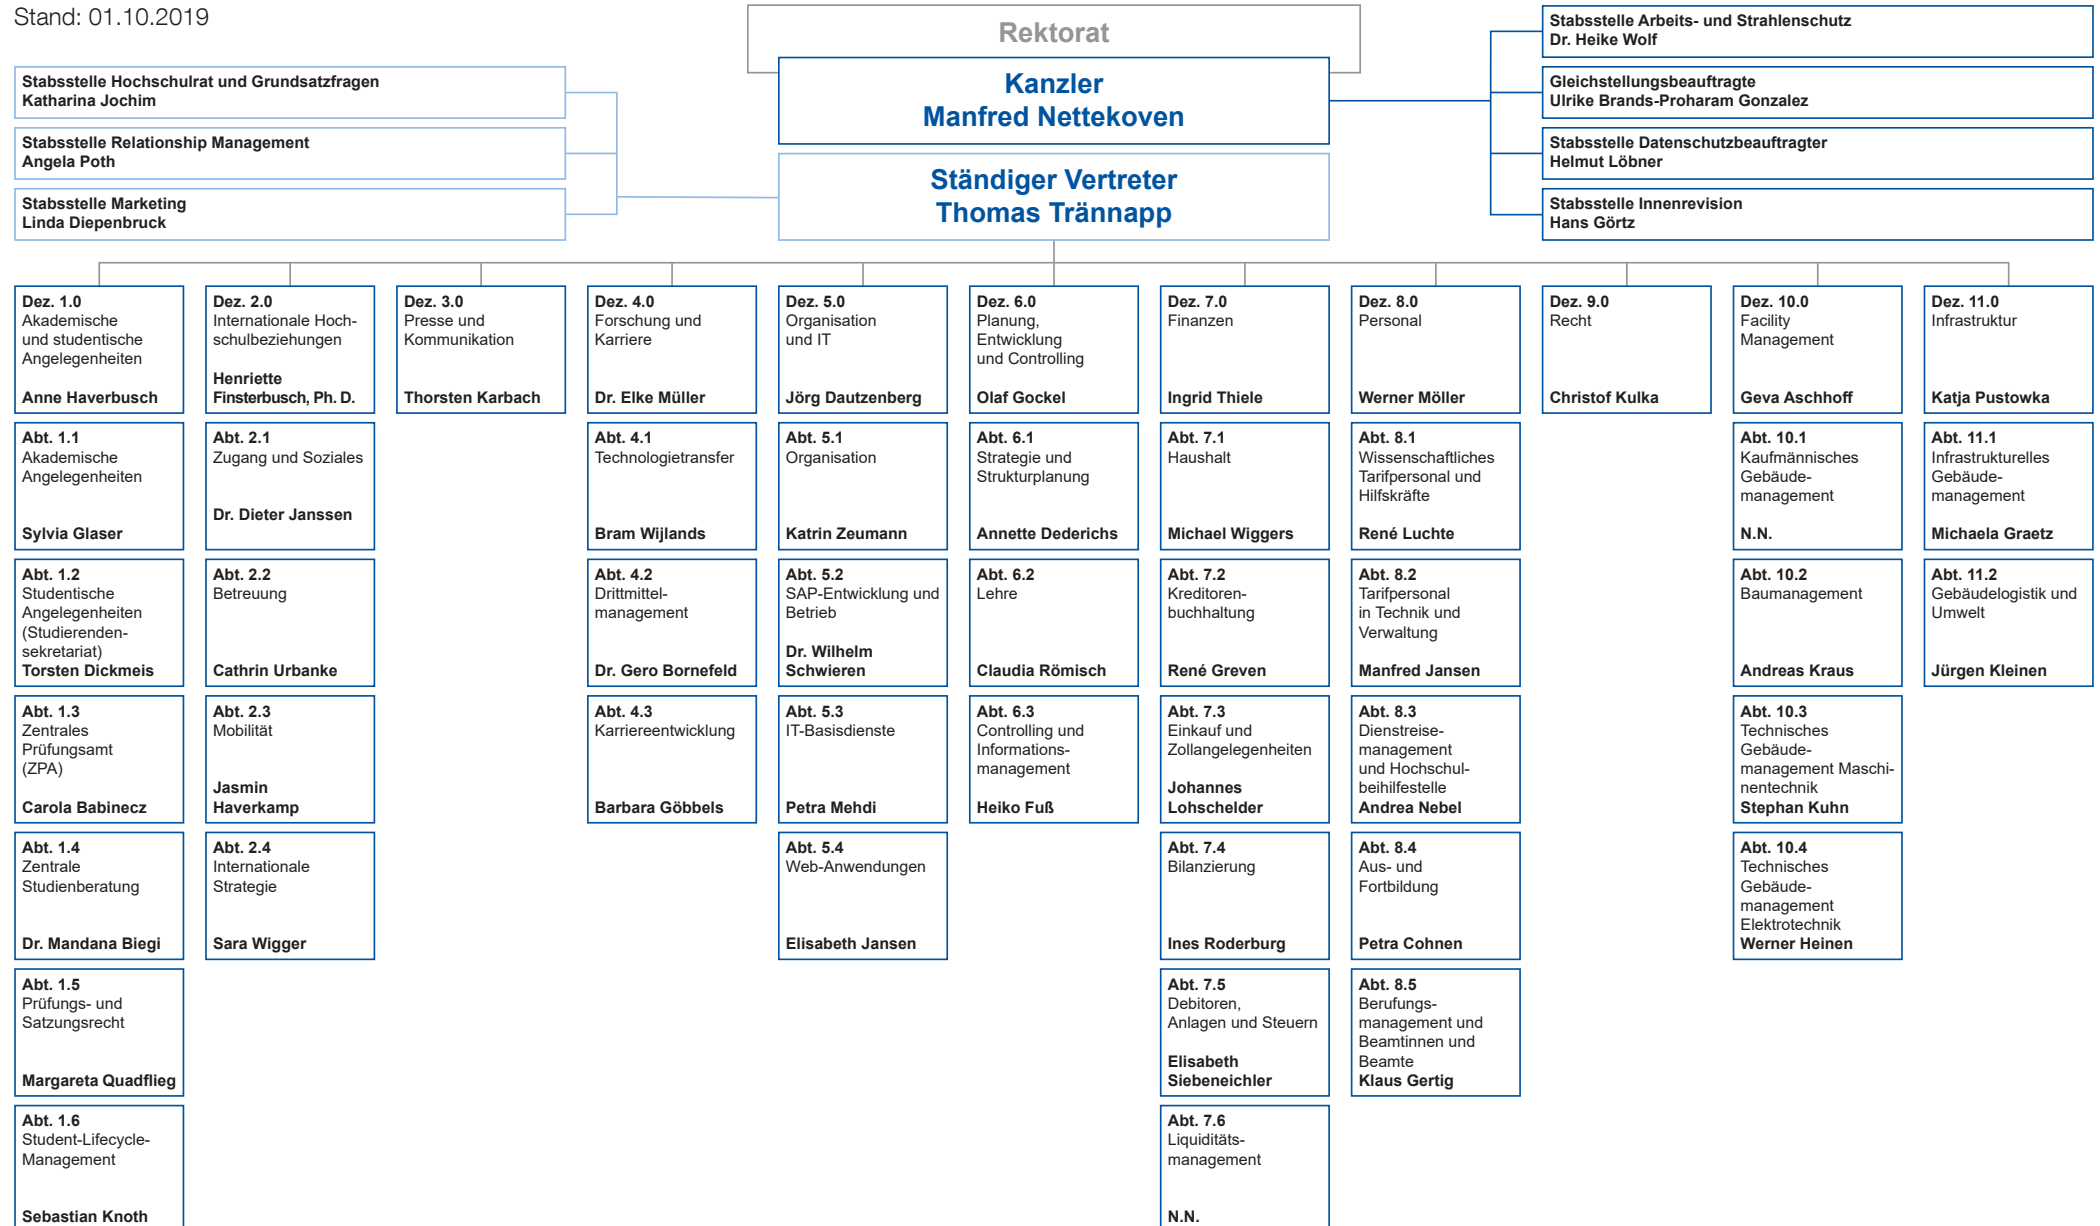 Stand: 01.10.2019
Rektorat
Kanzler
Manfred Nettekoven
Ständiger Vertreter
Thomas Trännapp
Stabsstelle Hochschulrat und Grundsatzfragen
Katharina Jochim
Stabsstelle Relationship Management
Angela Poth
Stabsstelle Marketing
Linda Diepenbruck
Stabsstelle Arbeits- und Strahlenschutz
Dr. Heike Wolf
Gleichstellungsbeauftragte
Ulrike Brands-Proharam Gonzalez
Stabsstelle Datenschutzbeauftragter
Helmut Löbner
Stabsstelle Innenrevision
Hans Görtz
Dez. 1.0
Akademische
und studentische
Angelegenheiten
Anne Haverbusch
Abt. 1.1
Akademische
Angelegenheiten
Sylvia Glaser
Abt. 1.2
Studentische
Angelegenheiten
(Studierenden-
sekretariat)
Torsten Dickmeis
Abt. 1.3
Zentrales
Prüfungsamt
(ZPA)
Carola Babinecz
Abt. 1.4
Zentrale
Studienberatung
Dr. Mandana Biegi
Abt. 1.5
Prüfungs- und
Satzungsrecht
Margareta Quadflieg
Abt. 1.6
Student-Lifecycle-
Management
Sebastian Knoth
Dez. 2.0
Internationale Hoch-
schulbeziehungen
Henriette
Finsterbusch, Ph. D.
Abt. 2.1
Zugang und Soziales
Dr. Dieter Janssen
Abt. 2.2
Betreuung
Cathrin Urbanke
Abt. 2.3
Mobilität
Jasmin
Haverkamp
Abt. 2.4
Internationale
Strategie
Sara Wigger
Dez. 3.0
Presse und
Kommunikation
Thorsten Karbach
Dez. 4.0
Forschung und
Karriere
Dr. Elke Müller
Abt. 4.1
Technologietransfer
Bram Wijlands
Abt. 4.2
Drittmittel-
management
Dr. Gero Bornefeld
Abt. 4.3
Karriereentwicklung
Barbara Göbbels
Dez. 5.0
Organisation
und IT
Jörg Dautzenberg
Abt. 5.1
Organisation
Katrin Zeumann
Abt. 5.2
SAP-Entwicklung und
Betrieb
Dr. Wilhelm
Schwieren
Abt. 5.3
IT-Basisdienste
Petra Mehdi
Abt. 5.4
Web-Anwendungen
Elisabeth Jansen
Dez. 6.0
Planung,
Entwicklung
und Controlling
Olaf Gockel
Abt. 6.1
Strategie und
Strukturplanung
Annette Dederichs
Abt. 6.2
Lehre
Claudia Römisch
Abt. 6.3
Controlling und
Informations-
management
Heiko Fuß
Dez. 7.0
Finanzen
Ingrid Thiele
Abt. 7.1
Haushalt
Michael Wiggers
Abt. 7.2
Kreditoren-
buchhaltung
René Greven
Abt. 7.3
Einkauf und
Zollangelegenheiten
Johannes
Lohschelder
Abt. 7.4
Bilanzierung
Ines Roderburg
Abt. 7.5
Debitoren,
Anlagen und Steuern
Elisabeth
Siebeneichler
Abt. 7.6
Liquiditäts-
management
N.N.
Dez. 8.0
Personal
Werner Möller
Abt. 8.1
Wissenschaftliches
Tarifpersonal und
Hilfskräfte
René Luchte
Abt. 8.2
Tarifpersonal
in Technik und
Verwaltung
Manfred Jansen
Abt. 8.3
Dienstreise-
management
und Hochschul-
beihilfestelle
Andrea Nebel
Abt. 8.4
Aus- und
Fortbildung
Petra Cohnen
Abt. 8.5
Berufungs-
management und
Beamtinnen und
Beamte
Klaus Gertig
Dez. 9.0
Recht
Christof Kulka
Dez. 10.0
Facility
Management
Geva Aschhoff
Abt. 10.1
Kaufmännisches
Gebäude-
management
N.N.
Abt. 10.2
Baumanagement
Andreas Kraus
Abt. 10.3
Technisches
Gebäude-
management Maschi-
nentechnik
Stephan Kuhn
Abt. 10.4
Technisches
Gebäude-
management
Elektrotechnik
Werner Heinen
Dez. 11.0
Infrastruktur
Katja Pustowka
Abt. 11.1
Infrastrukturelles
Gebäude-
management
Michaela Graetz
Abt. 11.2
Gebäudelogistik und
Umwelt
Jürgen Kleinen